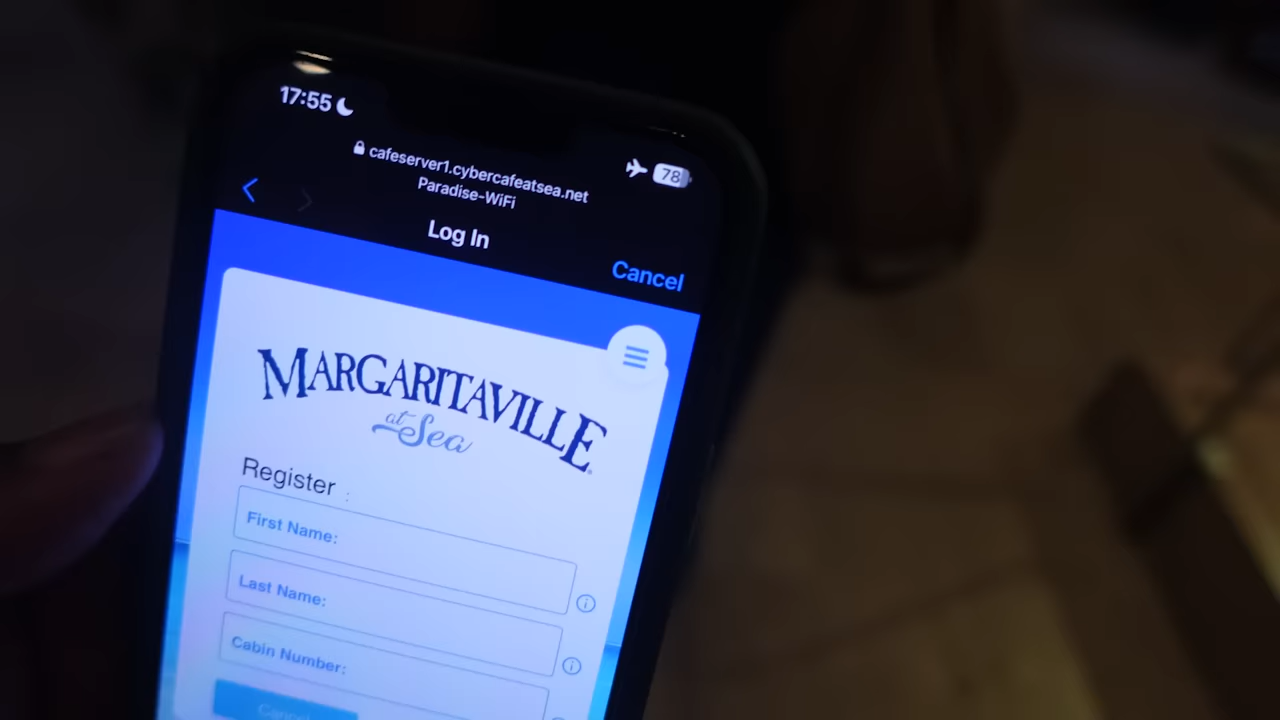 17:55
78
cafeserver1.cybercafeatsea.net
Paradise-WiFi
Log In
Cancel
MARGARITAVILLE
at Sea
Register :
First Name:
Last Name:
Cabin Number:
Cancel